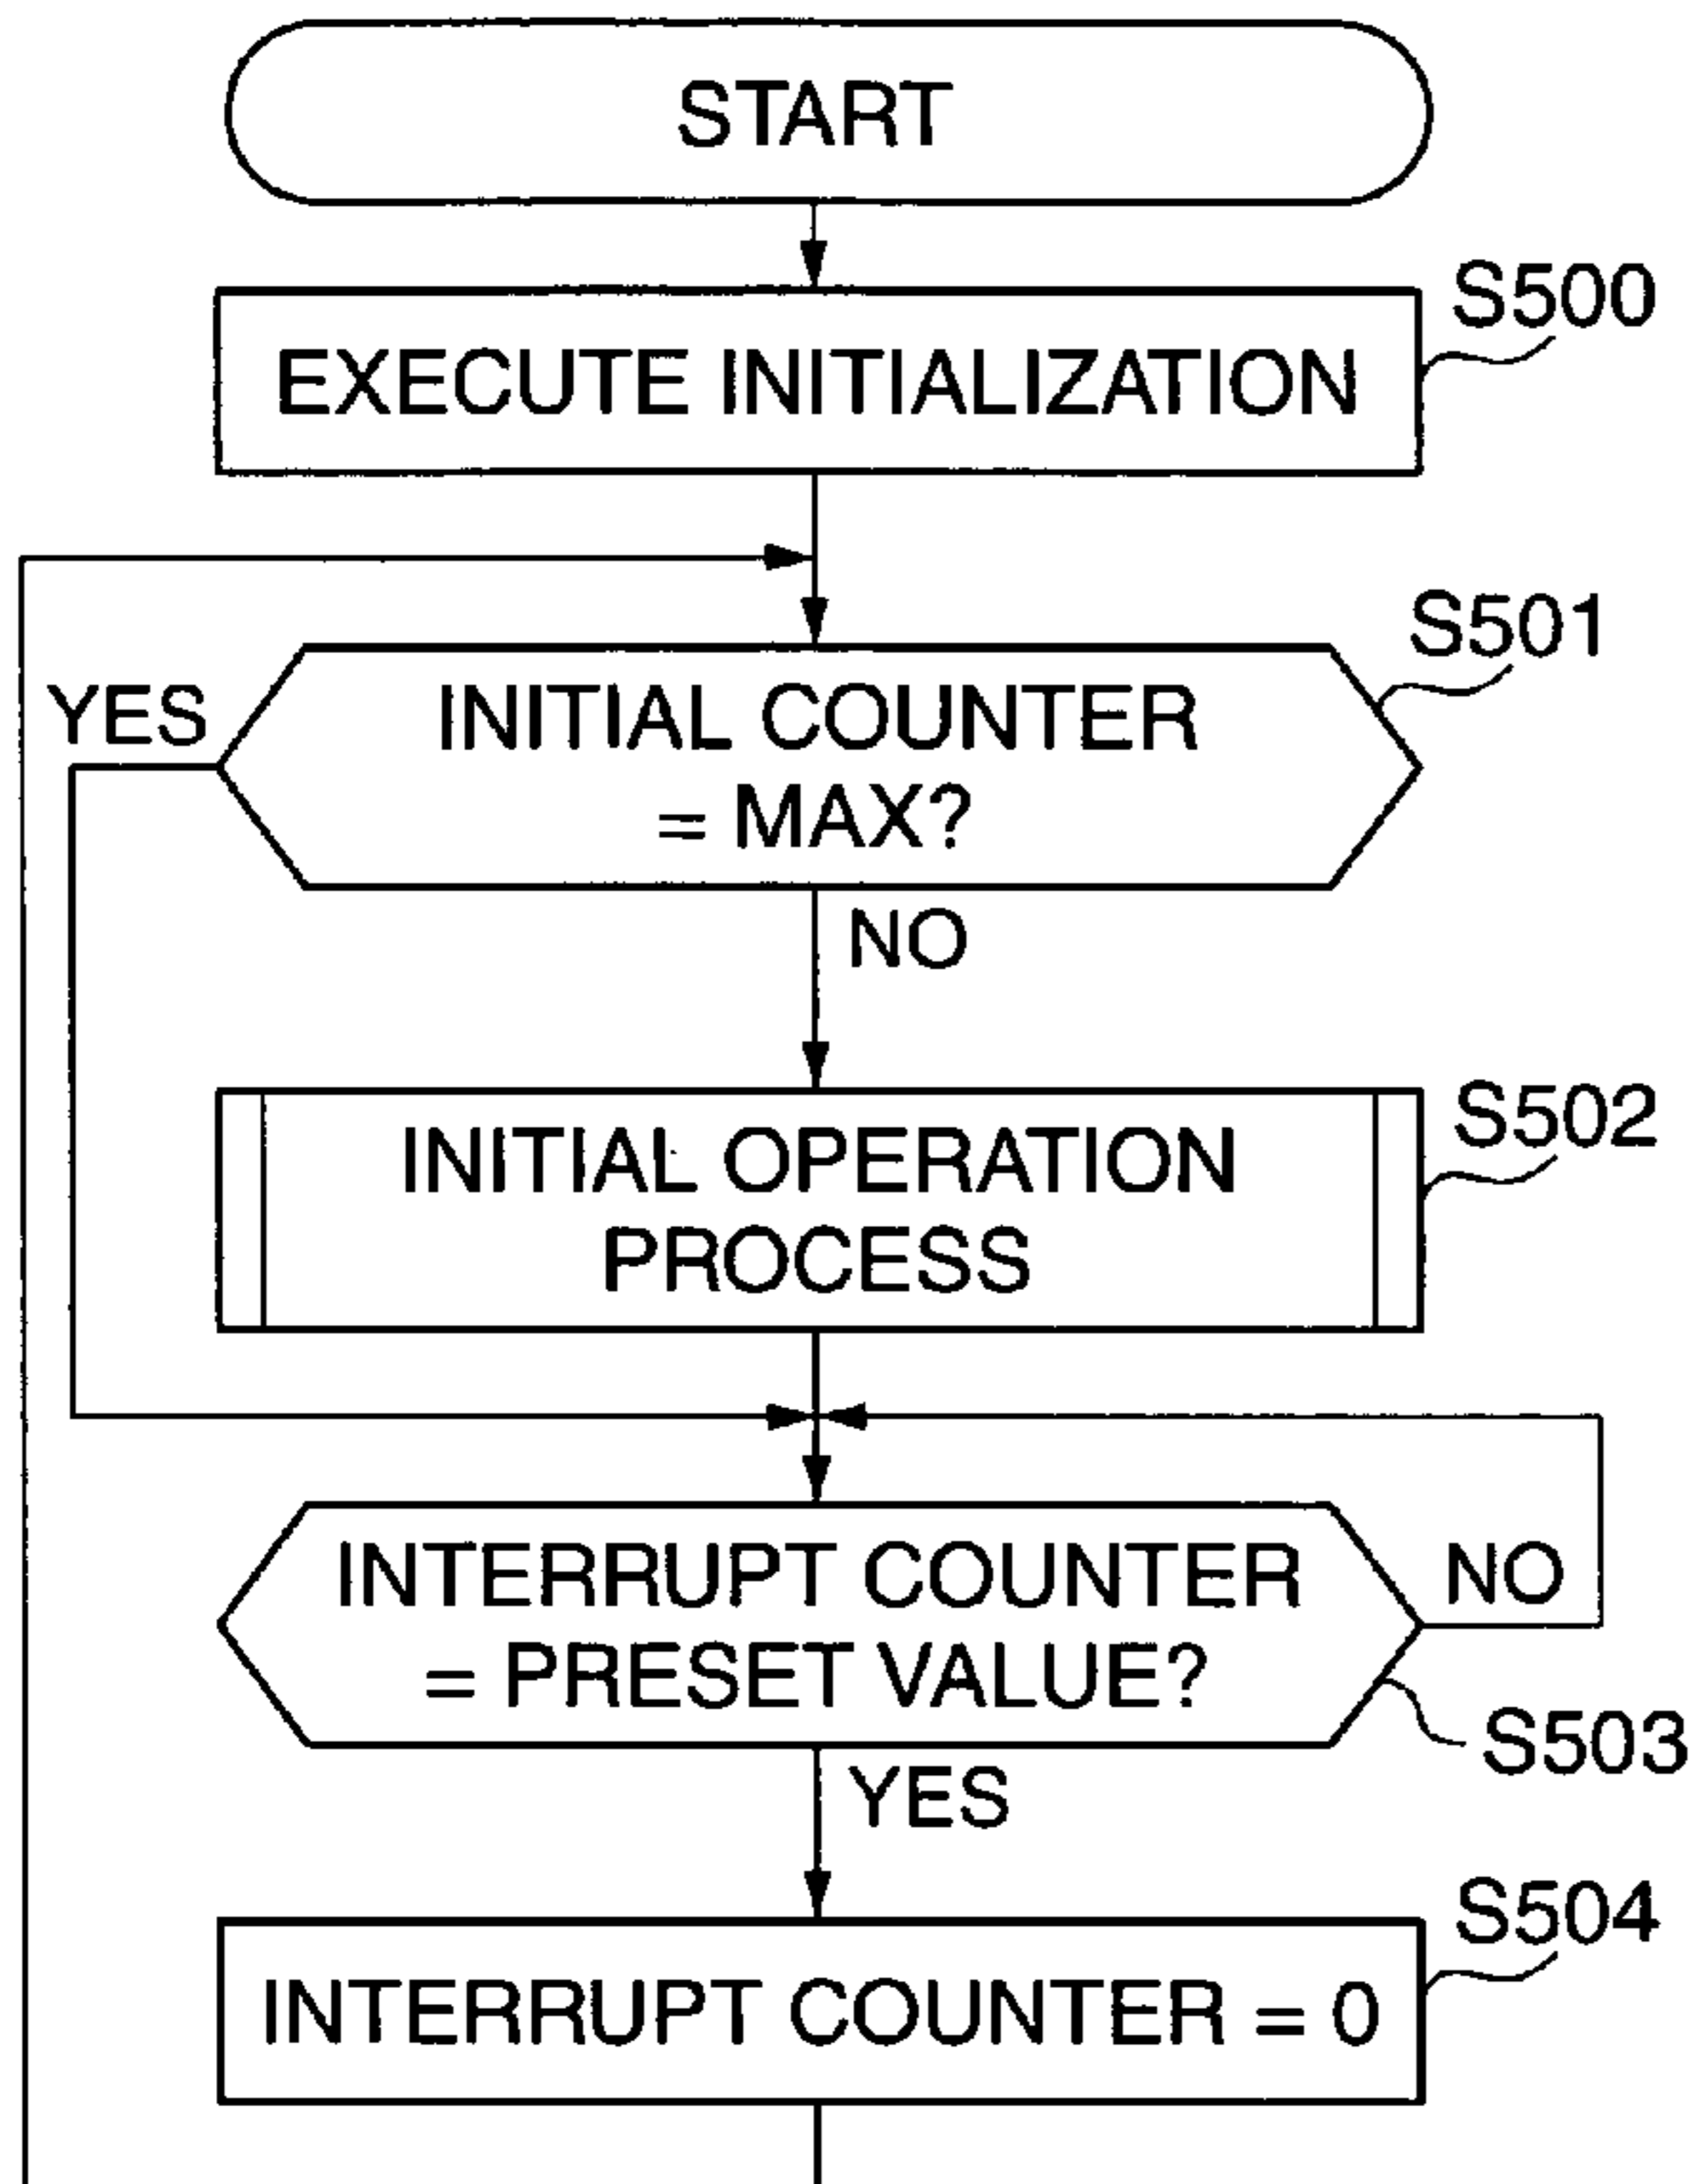 START
S500
EXECUTE INITIALIZATION
S501
YES
INITIAL COUNTER
= MAX?
NO
S502
INITIAL OPERATION
PROCESS
INTERRUPT COUNTER
NO
= PRESET VALUE?
S503
YES
S504
INTERRUPT COUNTER = 0